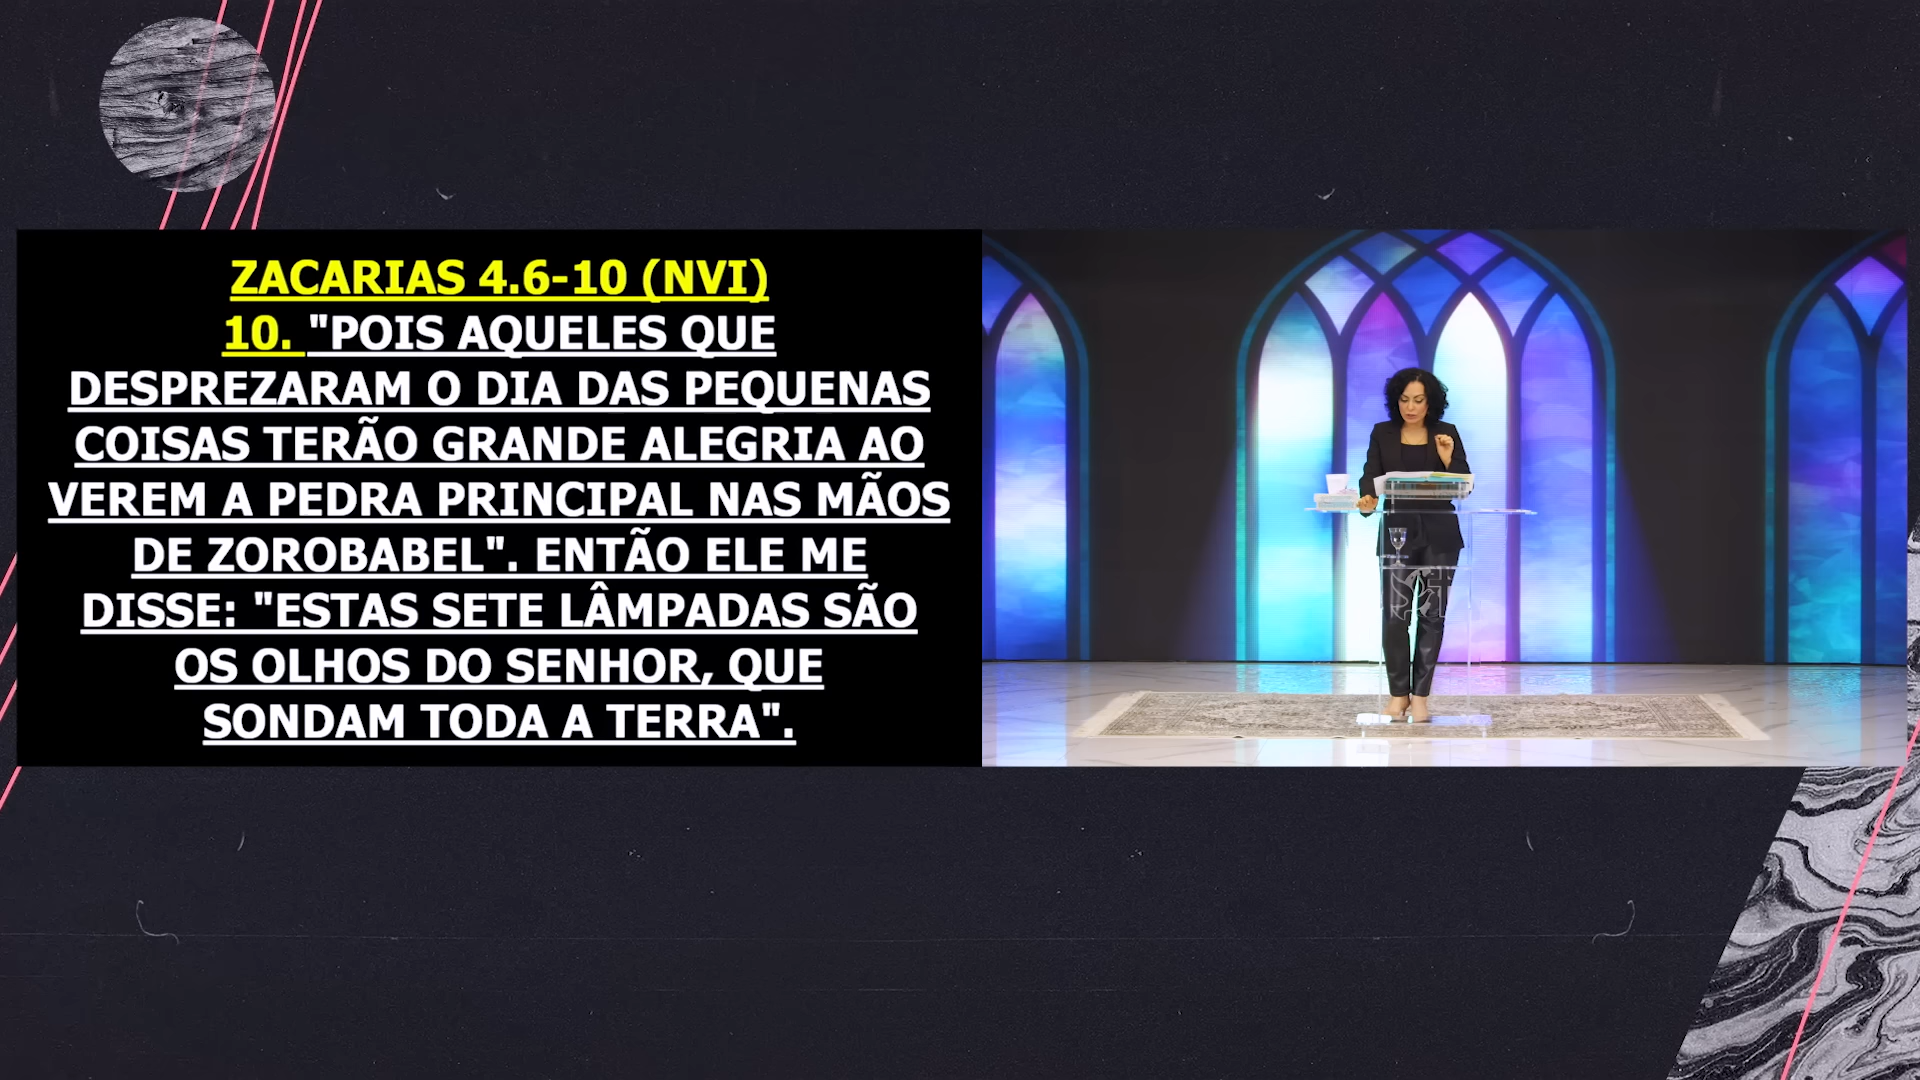 ZACARIAS 4.6-10 (NVI)
10. "POIS AQUELES QUE
DESPREZARAM O DIA DAS PEQUENAS
COISAS TERÃO GRANDE ALEGRIA AO
VEREM A PEDRA PRINCIPAL NAS MÃOS
DE ZOROBABEL". ENTÃO ELE ME
DISSE: "ESTAS SETE LÂMPADAS SÃO
OS OLHOS DO SENHOR, QUE
SONDAM TODA A TERRA".